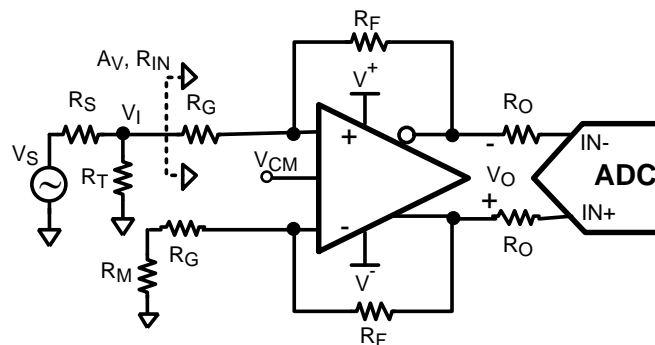 R_F
A_V, R_IN
V^+
R_S
V_I
R_G
R_O
+
-
IN-
V_S
R_T
V_CM
V_O
ADC
+
IN+
-
R_G
R_O
R_M
V^-
R_F